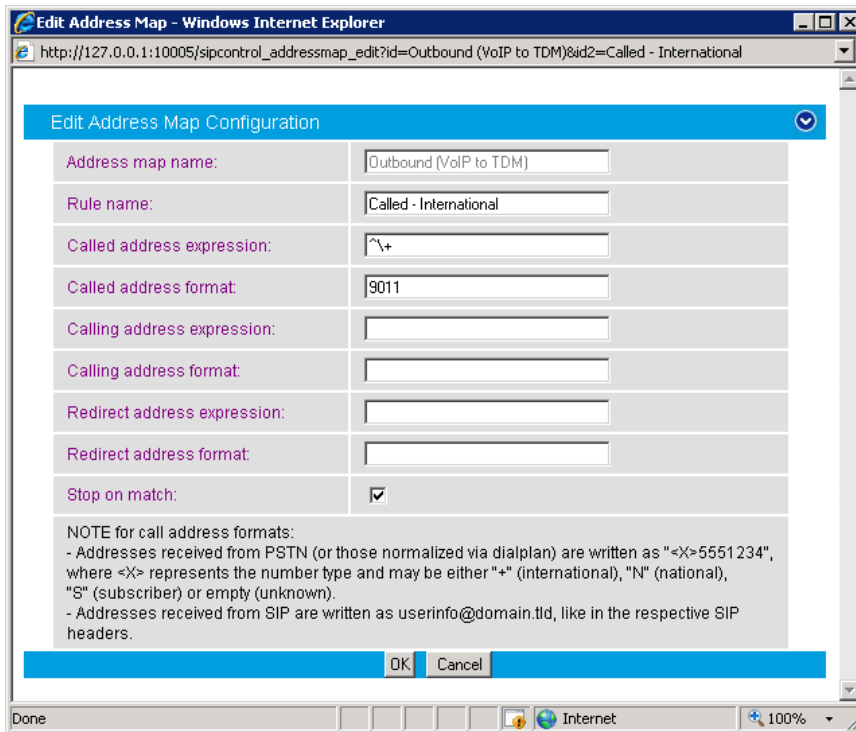 Edit Address Map - Windows Internet Explorer
http://127.0.0.1:10005/sipcontrol_addressmap_edit?id=Outbound (VoIP to TDM)&id2=Called - International
Edit Address Map Configuration
Address map name: Outbound (VoIP to TDM)
Rule name: Called - International
Called address expression: ^\+
Called address format: 9011
Calling address expression:
Calling address format:
Redirect address expression:
Redirect address format:
Stop on match:
NOTE for call address formats:
- Addresses received from PSTN (or those normalized via dialplan) are written as "<X>5551234",
where <X> represents the number type and may be either "+" (international), "N" (national),
"S" (subscriber) or empty (unknown).
- Addresses received from SIP are written as userinfo@domain.tld, like in the respective SIP
headers.
OK Cancel
Done Internet 100%